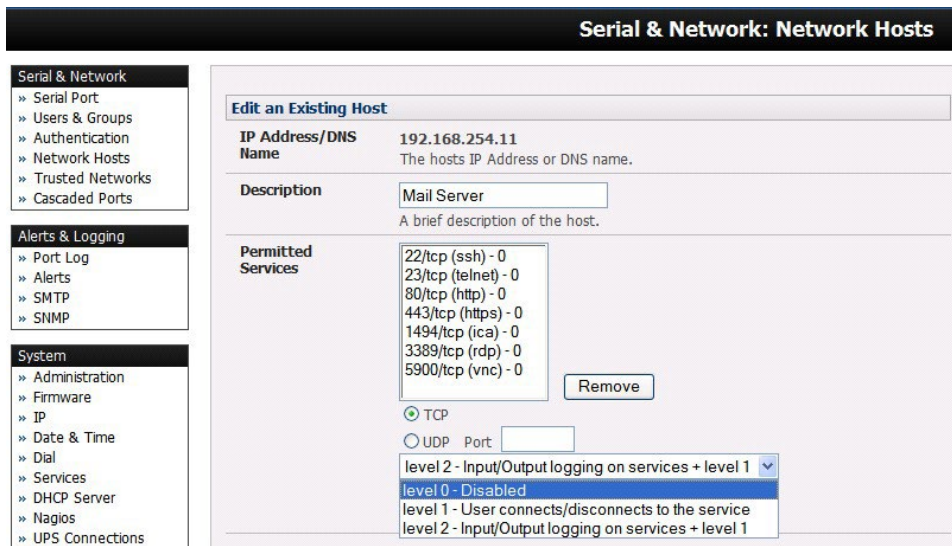 Serial & Network: Network Hosts
Serial & Network
» Serial Port
» Users & Groups
» Authentication
» Network Hosts
» Trusted Networks
» Cascaded Ports
Alerts & Logging
» Port Log
» Alerts
» SMTP
» SNMP
System
» Administration
» Firmware
» IP
» Date & Time
» Dial
» Services
» DHCP Server
» Nagios
» UPS Connections
Edit an Existing Host
IP Address/DNS
Name
192.168.254.11
The hosts IP Address or DNS name.
Description
Mail Server
A brief description of the host.
Permitted
Services
22/tcp (ssh) - 0
23/tcp (telnet) - 0
80/tcp (http) - 0
443/tcp (https) - 0
1494/tcp (ica) - 0
3389/tcp (rdp) - 0
5900/tcp (vnc) - 0
Remove
TCP
UDP Port
level 2 - Input/Output logging on services + level 1
level 0 - Disabled
level 1 - User connects/disconnects to the service
level 2 - Input/Output logging on services + level 1